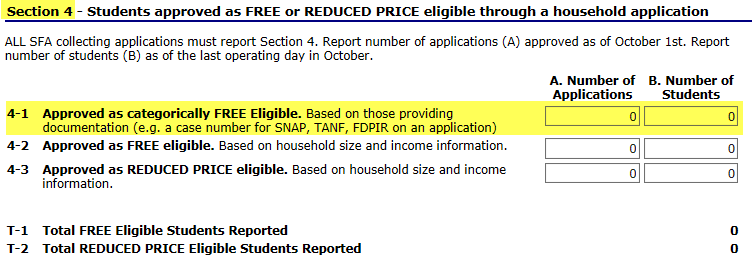 Section 4 - Students approved as FREE or REDUCED PRICE eligible through a household application
ALL SFA collecting applications must report Section 4. Report number of applications (A) approved as of October 1st. Report
number of students (B) as of the last operating day in October.
A. Number of Applications B. Number of Students
4-1 Approved as categorically FREE Eligible. Based on those providing
documentation (e.g. a case number for SNAP, TANF, FDPIR on an application) 0 0
4-2 Approved as FREE eligible. Based on household size and income information. 0 0
4-3 Approved as REDUCED PRICE eligible. Based on household size and income
information. 0 0
T-1 Total FREE Eligible Students Reported 0
T-2 Total REDUCED PRICE Eligible Students Reported 0